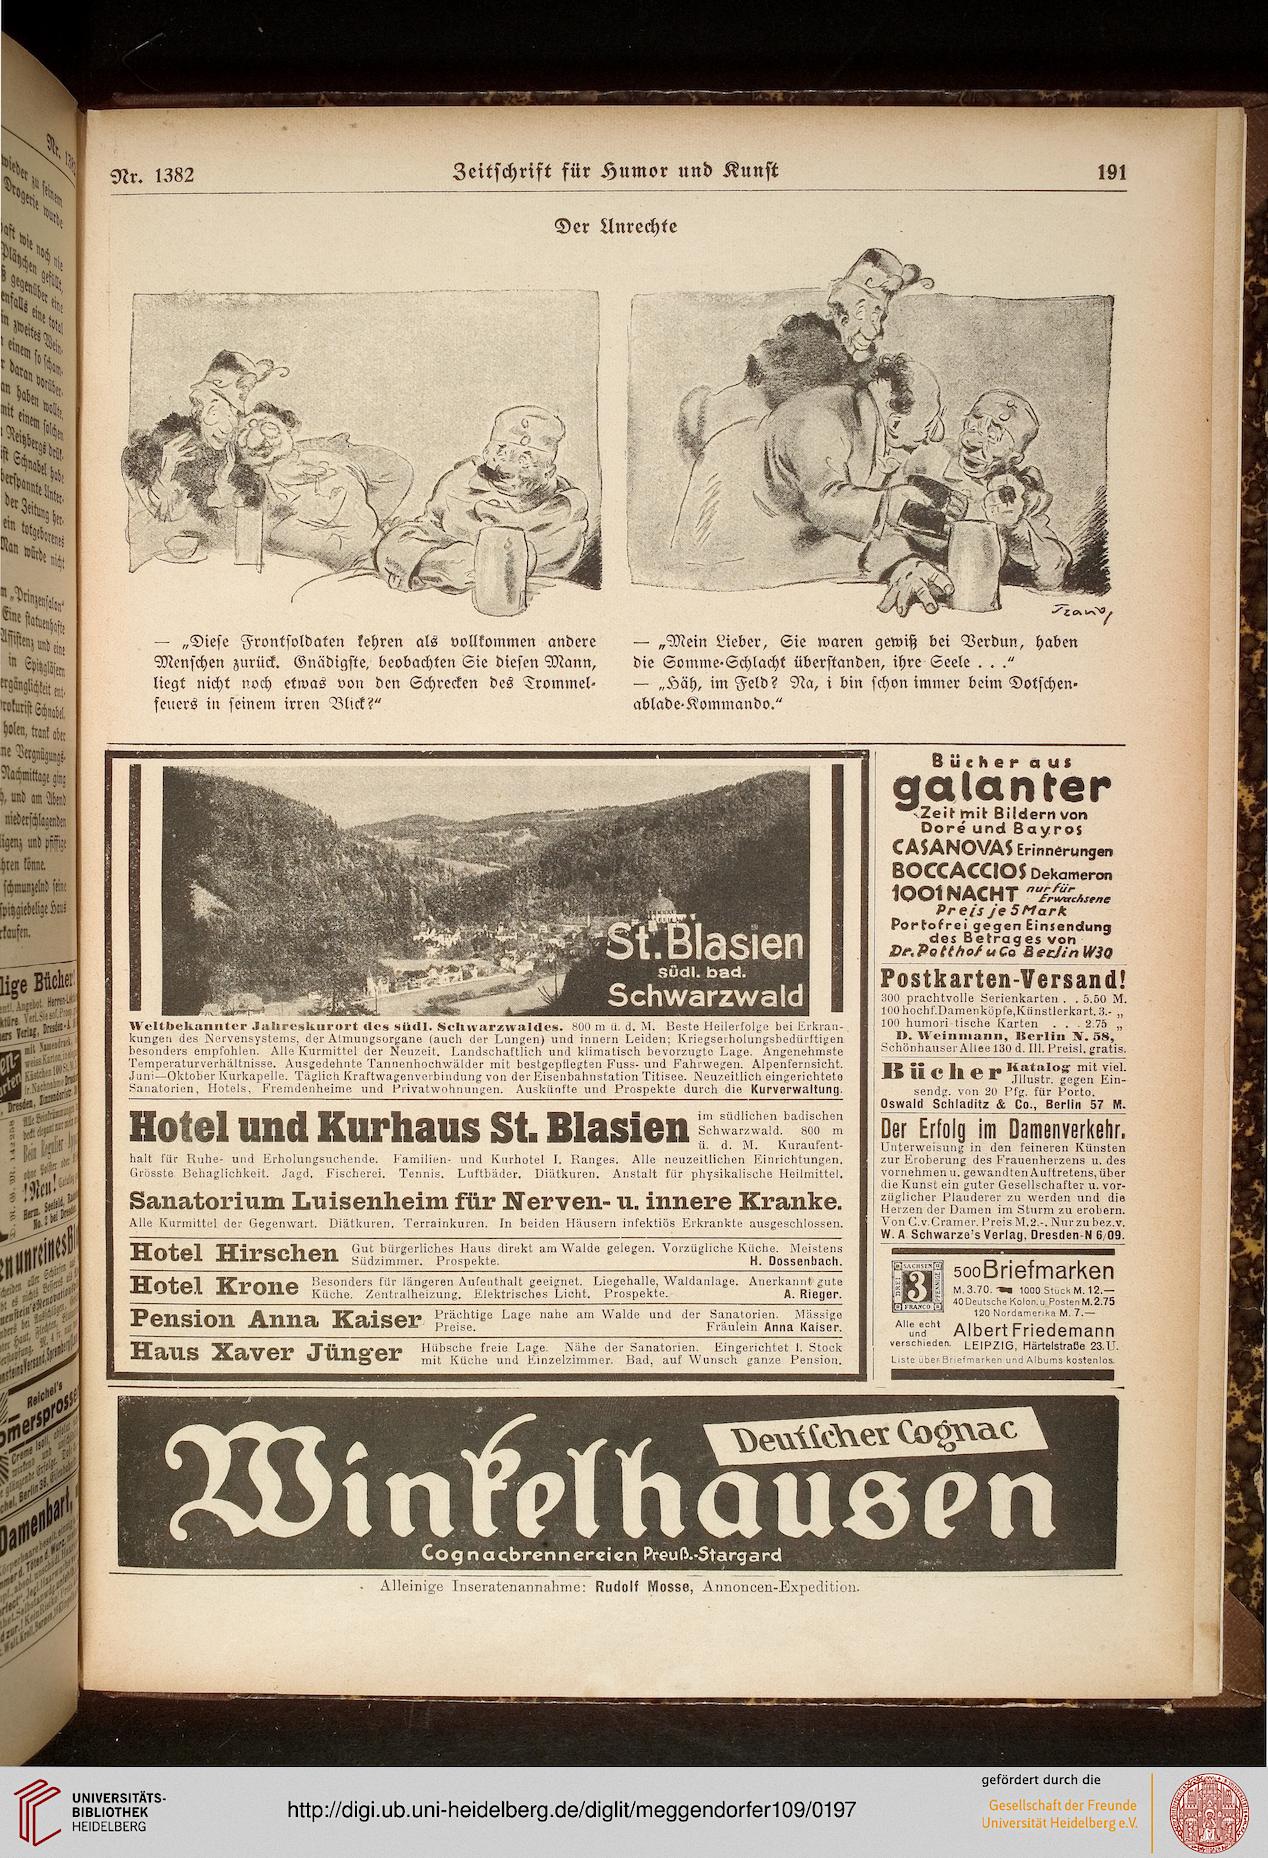 Nr. 1382
Zeitschrift für Humor und Kunst
191
Der Unrechte
— „Diese Frontsoldaten kehren als vollkommen andere
Menschen zurück. Gnädigste, beobachten Sie diesen Mann,
liegt nicht noch etwas von den Schrecken des Trommel-
feuers in seinem irren Blick?"
— „Mein Lieber, Sie waren gewiß bei Verdun, haben
die Somme-Schlacht überstanden, ihre Seele . . ."
— „Häh, im Feld? Na, i bin schon immer beim Dotschen-
ablade-Kommando."
St. Blasien
südl. bad.
Schwarzwald
Weltbekannter Jahreskurort des südl. Schwarzwaldes. 800 m ü. d. M. Beste Heilerfolge bei Erkran-
kungen des Nervensystems, der Atmungsorgane (auch der Lungen) und innern Leiden; Kriegserholungsbedürftigen
besonders empfohlen. Alle Kurmittel der Neuzeit. Landschaftlich und klimatisch bevorzugte Lage. Angenehmste
Temperaturverhältnisse. Ausgedehnte Tannenhochwälder mit bestgepflegten Fuss- und Fahrwegen. Alpenfernsicht.
Juni—Oktober Kurkapelle. Täglich Kraftwagenverbindung von der Eisenbahnstation Titisee. Neuzeitlich eingerichtete
Sanatorien, Hotels, Fremdenheime und Privatwohnungen. Auskünfte und Prospekte durch die Kurverwaltung.
Hotel und Kurhaus St. Blasien im südlichen badischen
Schwarzwald. 800 m
ü. d. M. Kuraufent-
halt für Ruhe- und Erholungsuchende. Familien- und Kurhotel I. Ranges. Alle neuzeitlichen Einrichtungen.
Grösste Behaglichkeit. Jagd. Fischerei. Tennis. Luftbäder. Diätkuren. Anstalt für physikalische Heilmittel.
Sanatorium Luisenheim für Nerven- u. innere Kranke.
Alle Kurmittel der Gegenwart. Diätkuren. Terrainkuren. In beiden Häusern infektiös Erkrankte ausgeschlossen.
Hotel Hirschen Gut bürgerliches Haus direkt am Walde gelegen. Vorzügliche Küche. Meistens
Südzimmer. Prospekte. H. Dossenbach.
Hotel Krone Besonders für längeren Aufenthalt geeignet. Liegehalle, Waldanlage. Anerkannt gute
Küche. Zentralheizung. Elektrisches Licht. Prospekte. A. Rieger.
Pension Anna Kaiser Prächtige Lage nahe am Walde und der Sanatorien. Mässige
Preise. Fräulein Anna Kaiser.
Haus Xaver Jünger Hübsche freie Lage. Nähe der Sanatorien. Eingerichtet 1. Stock
mit Küche und Einzelzimmer. Bad, auf Wunsch ganze Pension.
Bücher aus
galanter
Zeit mit Bildern von
Doré und Bayros
CASANOVAS Erinnerungen
BOCCACCIOS Dekameron
1001 NACHT nur für
Erwachsene
Preis je 5 Mark
Portofrei gegen Einsendung
des Betrages von
Dr. Potthof u Co Berlin W30
Postkarten-Versand!
300 prachtvolle Serienkarten . . 5.50 M.
100 hochf. Damenköpfe, Künstlerkart. 3.- „
100 humoristische Karten . . . 2.75 „
D. Weinmann, Berlin N. 58,
Schönhauser Allee 130 d. Ill. Preisl. gratis.
Bücher Katalog mit viel.
Jllustr. gegen Ein-
sendg. von 20 Pfg. für Porto.
Oswald Schladitz & Co., Berlin 57 M.
Der Erfolg im Damenverkehr.
Unterweisung in den feineren Künsten
zur Eroberung des Frauenherzens u. des
vornehmen u. gewandten Auftretens, über
die Kunst ein guter Gesellschafter u. vor-
züglicher Plauderer zu werden und die
Herzen der Damen im Sturm zu erobern.
Von C. v. Cramer. Preis M. 2.-. Nur zu bez. v.
W. A. Schwarze's Verlag, Dresden-N 6/09.
SACHSEN
DREI 3 PFENNIGE
FRANCO
500 Briefmarken
M. 3.70. 1000 Stück M. 12.—
40 Deutsche Kolon. u. Posten M. 2.75
120 Nordamerika M. 7.—
Alle echt
und
verschieden.
Albert Friedemann
LEIPZIG, Härtelstraße 23. U.
Liste über Briefmarken und Albums kostenlos.
Deutscher Cognac
Winkelhausen
Cognacbrennereien Preuß.-Stargard
Alleinige Inseratenannahme: Rudolf Mosse, Annoncen-Expedition.
UNIVERSITÄTS-
BIBLIOTHEK
HEIDELBERG
http://digi.ub.uni-heidelberg.de/diglit/meggendorfer109/0197
gefördert durch die
Gesellschaft der Freunde
Universität Heidelberg e.V.